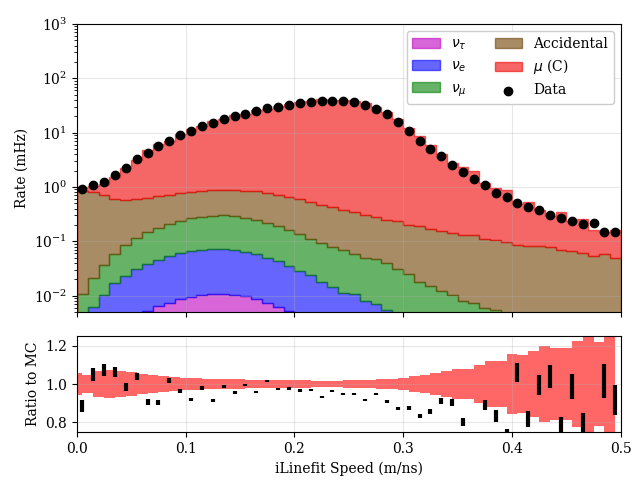 10³
10²
10¹
10⁰
10⁻¹
10⁻²
Rate (mHz)
ν_τ
ν_e
ν_μ
Accidental
μ (C)
Data
1.2
1.0
0.8
Ratio to MC
0.0 0.1 0.2 0.3 0.4 0.5
iLinefit Speed (m/ns)